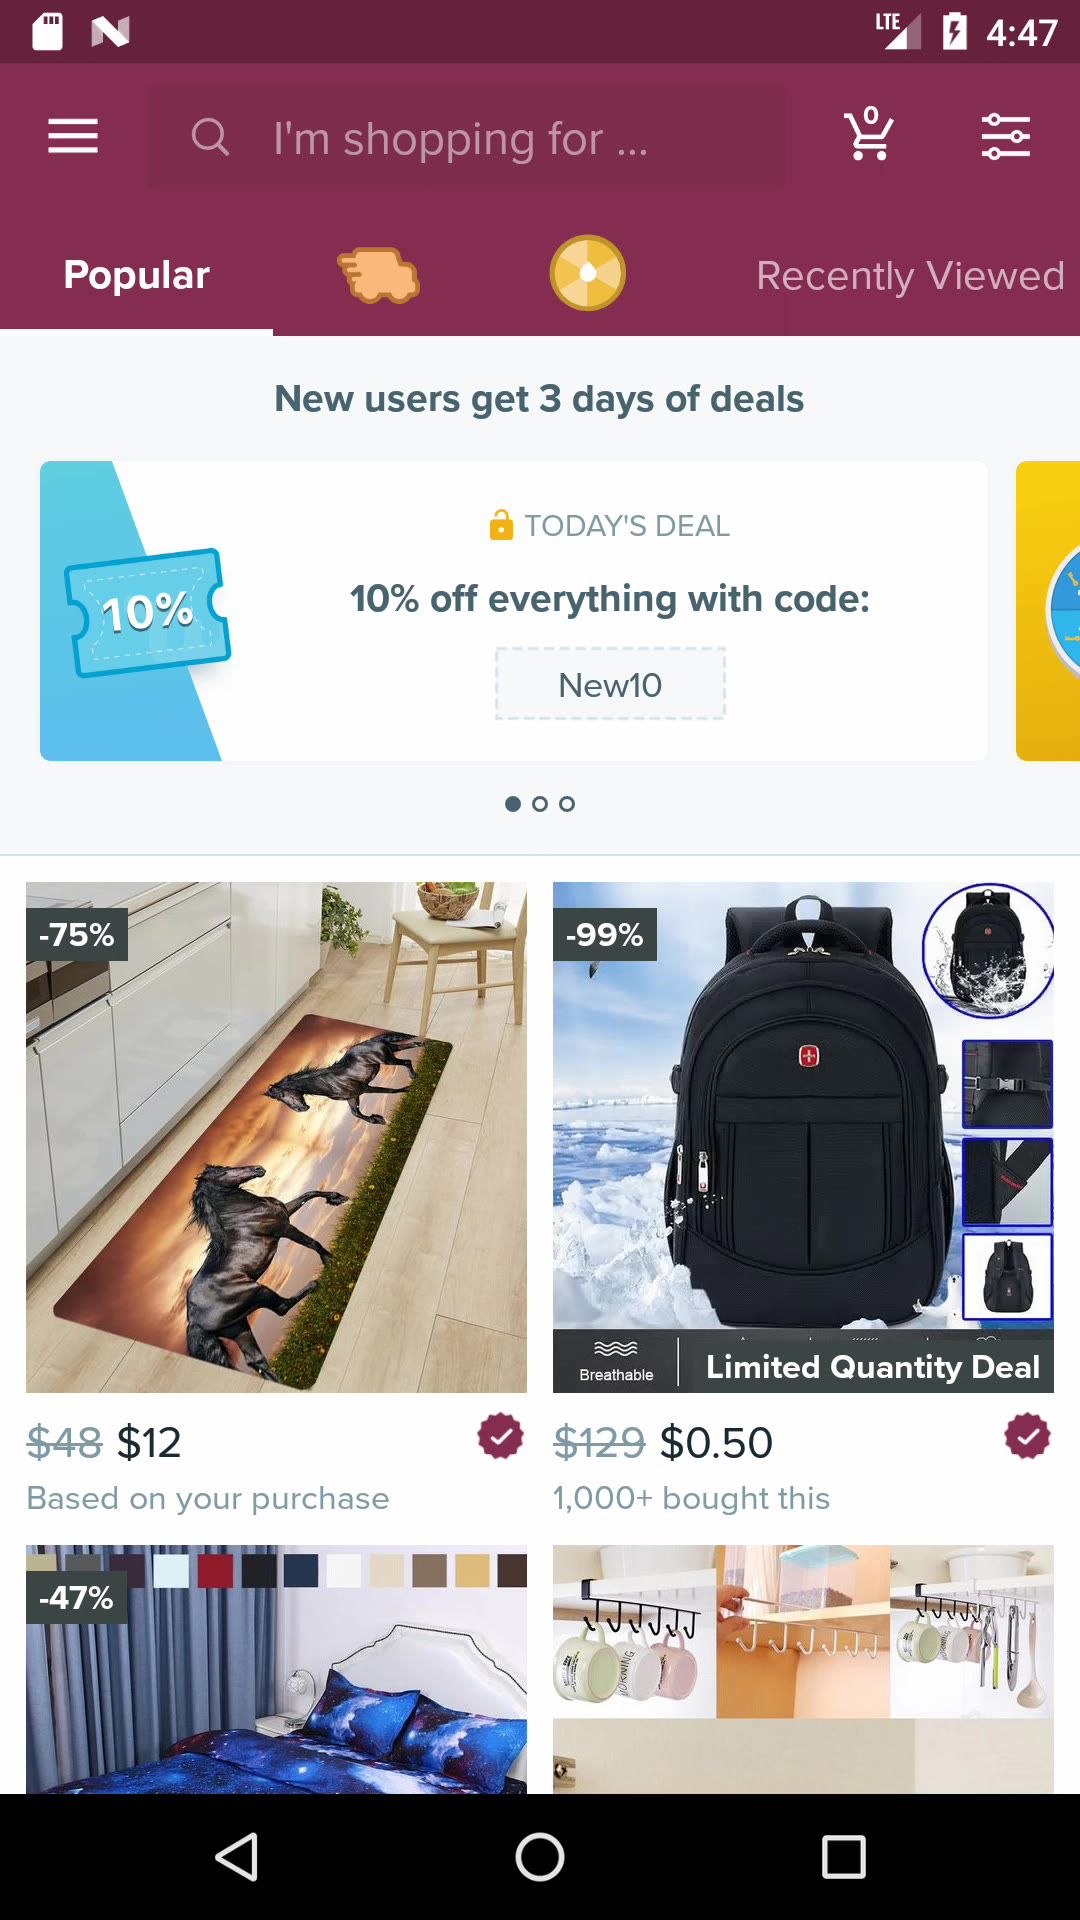 LTE 4:47
I'm shopping for ...
0
Popular
Recently Viewed
New users get 3 days of deals
TODAY'S DEAL
10%
10% off everything with code:
New10
-75%
-99%
Breathable
Limited Quantity Deal
$48 $12
$129 $0.50
Based on your purchase
1,000+ bought this
-47%
MORNING